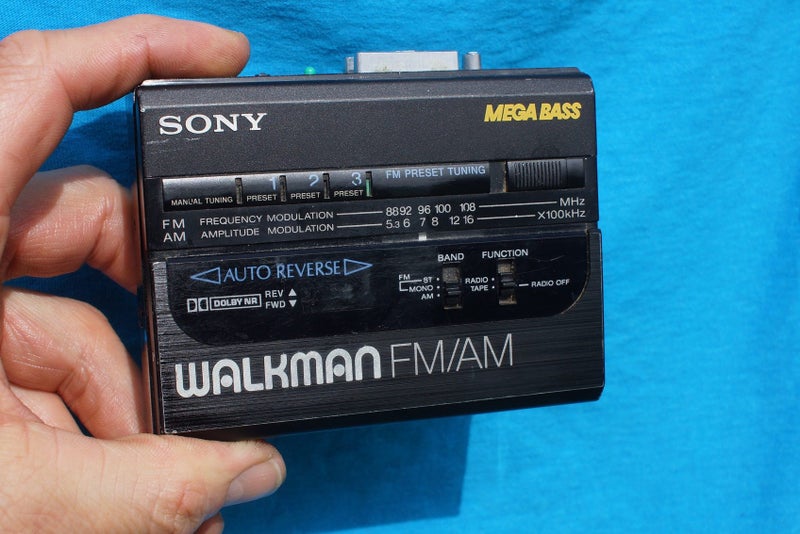 SONY
MEGA BASS
MANUAL TUNING
1 PRESET
2 PRESET
3 PRESET
FM PRESET TUNING
FM FREQUENCY MODULATION 88 92 96 100 108 MHz
AM AMPLITUDE MODULATION 5.3 6 7 8 12 16 X100kHz
AUTO REVERSE
DOLBY NR
REV ▲
FWD ▼
BAND
FM ST
MONO
AM
FUNCTION
RADIO
TAPE
RADIO OFF
WALKMAN FM/AM